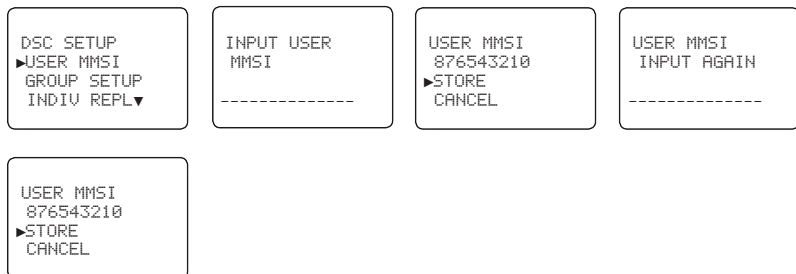 DSC SETUP
▶USER MMSI
GROUP SETUP
INDIV REPL▼
INPUT USER
MMSI
--------------
USER MMSI
876543210
▶STORE
CANCEL
USER MMSI
INPUT AGAIN
--------------
USER MMSI
876543210
▶STORE
CANCEL